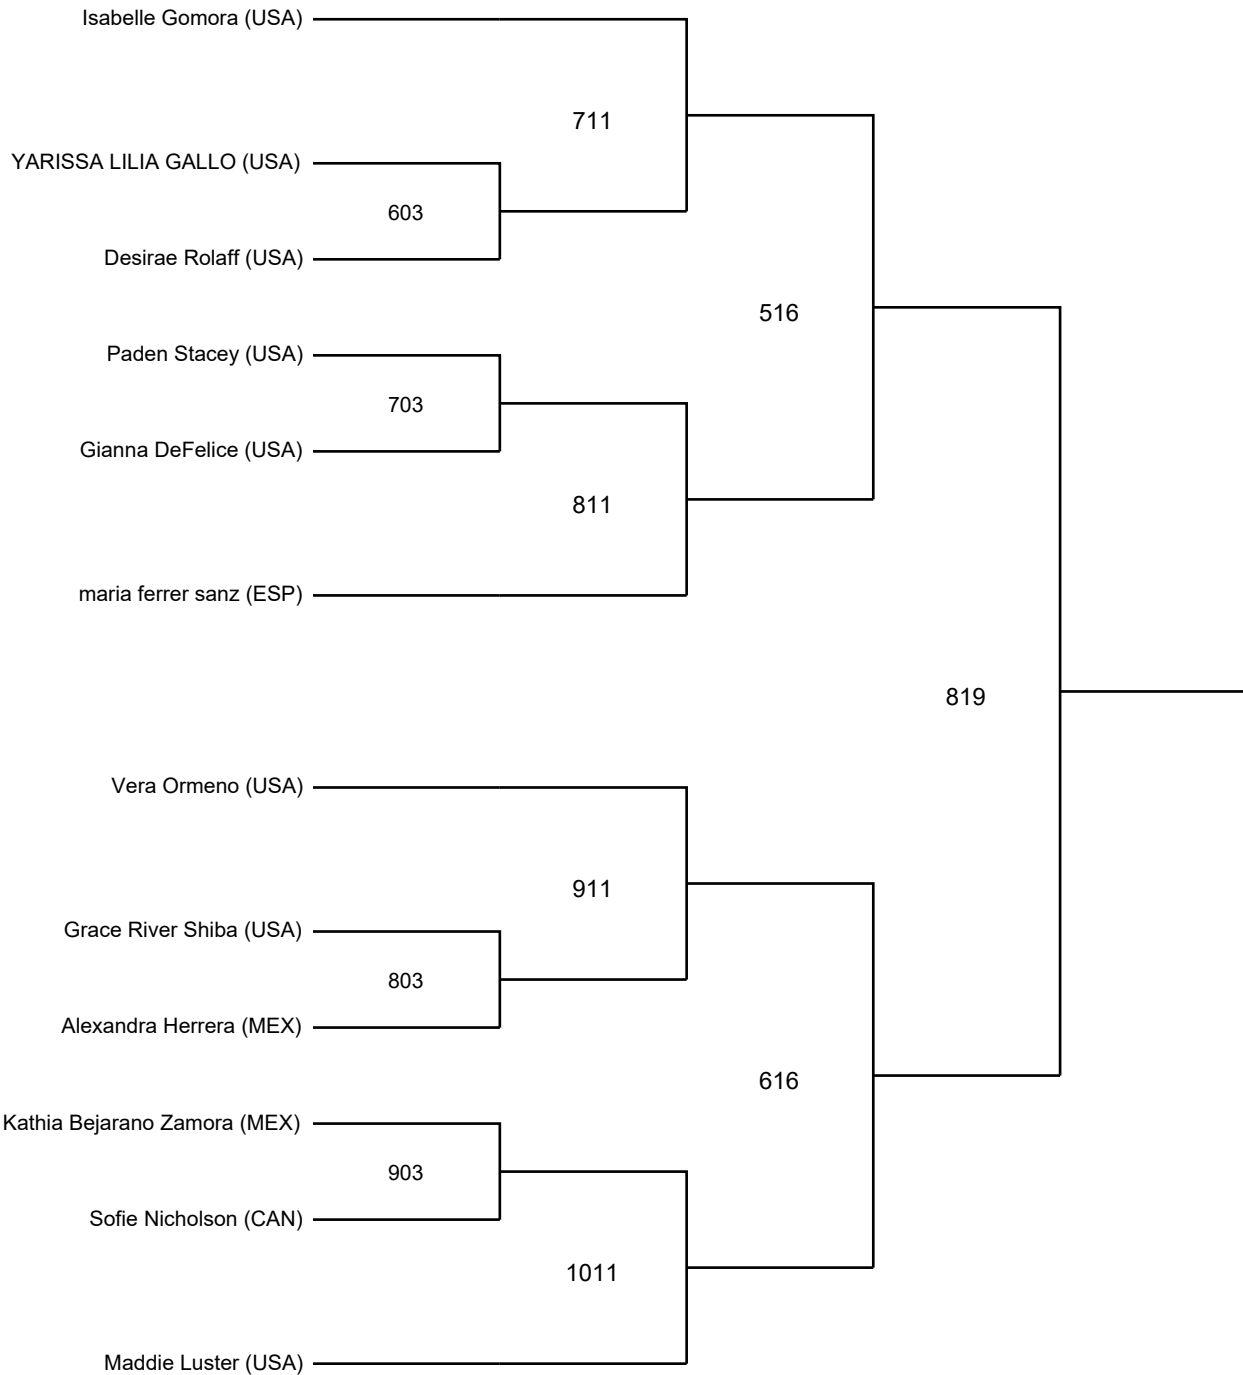 Isabelle Gomora (USA)
711
YARISSA LILIA GALLO (USA)
603
Desirae Rolaff (USA)
516
Paden Stacey (USA)
703
Gianna DeFelice (USA)
811
maria ferrer sanz (ESP)
819
Vera Ormeno (USA)
911
Grace River Shiba (USA)
803
Alexandra Herrera (MEX)
616
Kathia Bejarano Zamora (MEX)
903
Sofie Nicholson (CAN)
1011
Maddie Luster (USA)